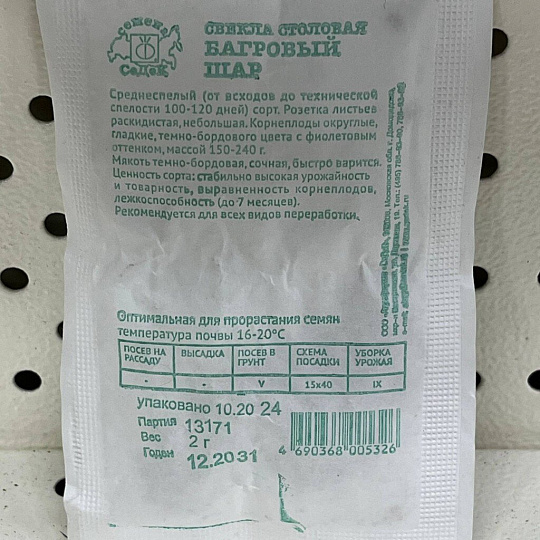 семена
СеДеК
СВЕКЛА СТОЛОВАЯ
БАГРОВЫЙ
ШАР
Среднеспелый (от всходов до технической
спелости 100-120 дней) сорт. Розетка листьев
раскидистая, небольшая. Корнеплоды округлые,
гладкие, темно-бордового цвета с фиолетовым
оттенком, массой 150-240 г.
Мякоть темно-бордовая, сочная, быстро варится.
Ценность сорта: стабильно высокая урожайность
и товарность, выравненность корнеплодов,
лежкоспособность (до 7 месяцев).
Рекомендуется для всех видов переработки.
Оптимальная для прорастания семян
температура почвы 16-20°С
ПОСЕВ НА РАССАДУ ВЫСАДКА ПОСЕВ В ГРУНТ СХЕМА ПОСАДКИ УБОРКА УРОЖАЯ
- - V 15х40 IX
упаковано 10.20 24
Партия 13171
Вес 2 г
Годен 12.2031
4 690368 005326